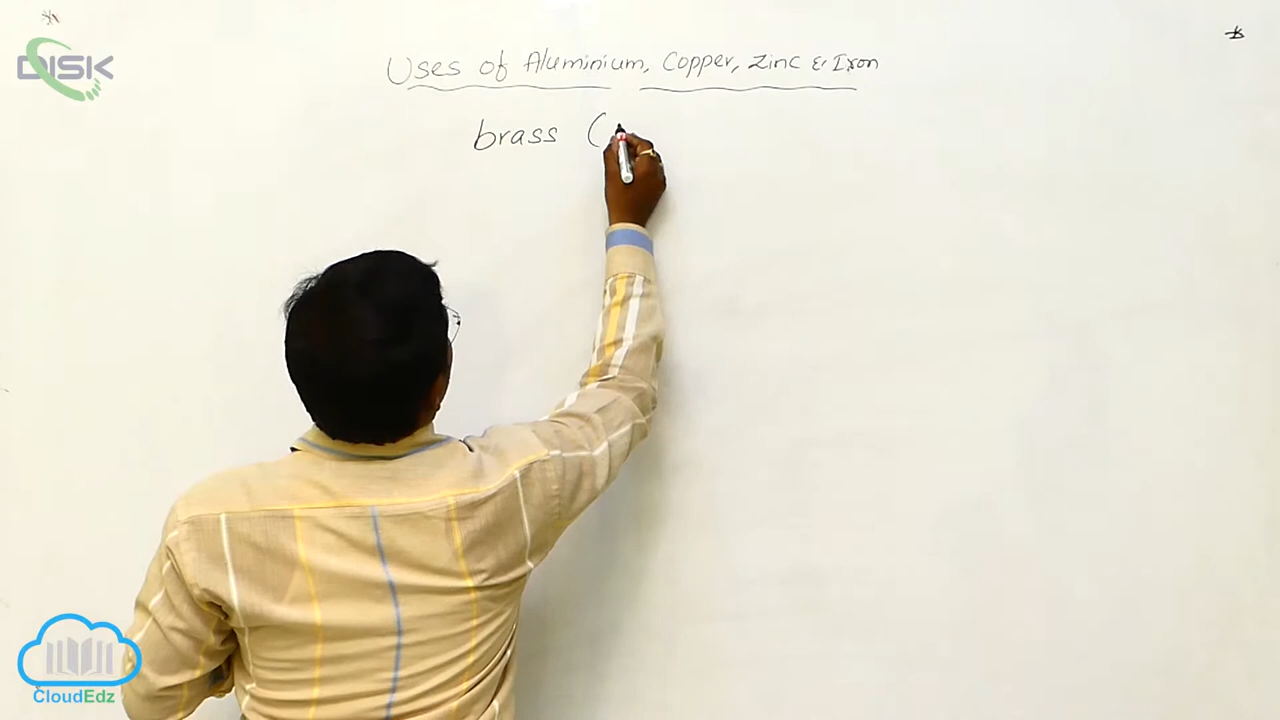 DISK
Uses of Aluminium, Copper, Zinc & Iron
brass (
CloudEdz